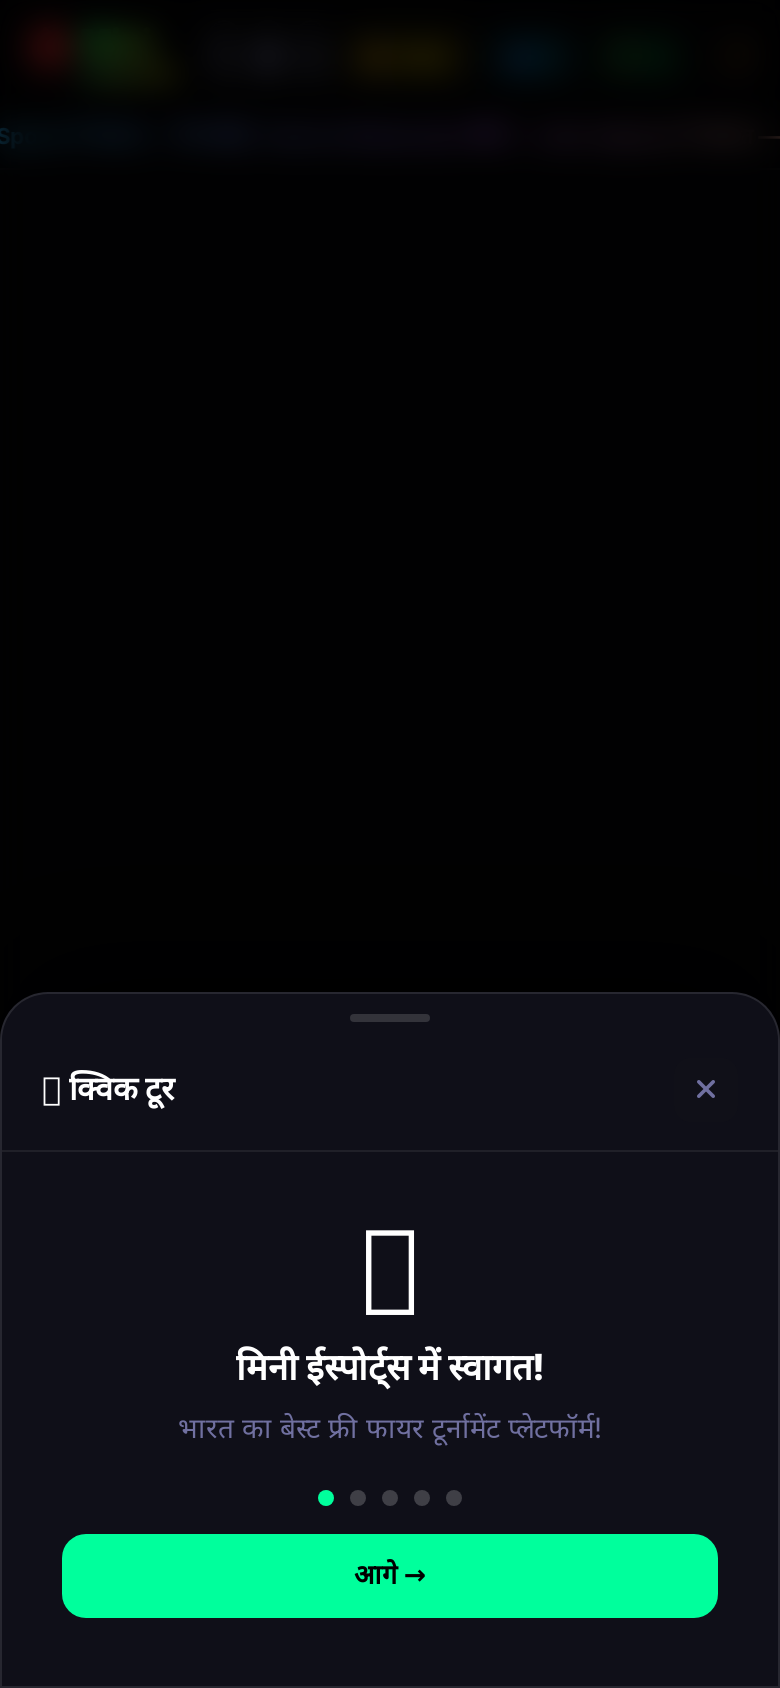 क्विक टूर
मिनी ईस्पोर्ट्स में स्वागत!
भारत का बेस्ट फ्री फायर टूर्नामेंट प्लेटफॉर्म!
आगे →